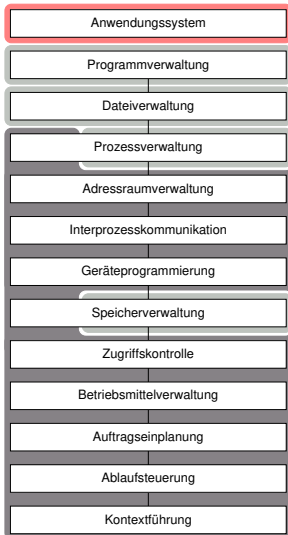 Anwendungssystem
Programmverwaltung
Dateiverwaltung
Prozessverwaltung
Adressraumverwaltung
Interprozesskommunikation
Geräteprogrammierung
Speicherverwaltung
Zugriffskontrolle
Betriebsmittelverwaltung
Auftragseinplanung
Ablaufsteuerung
Kontextführung